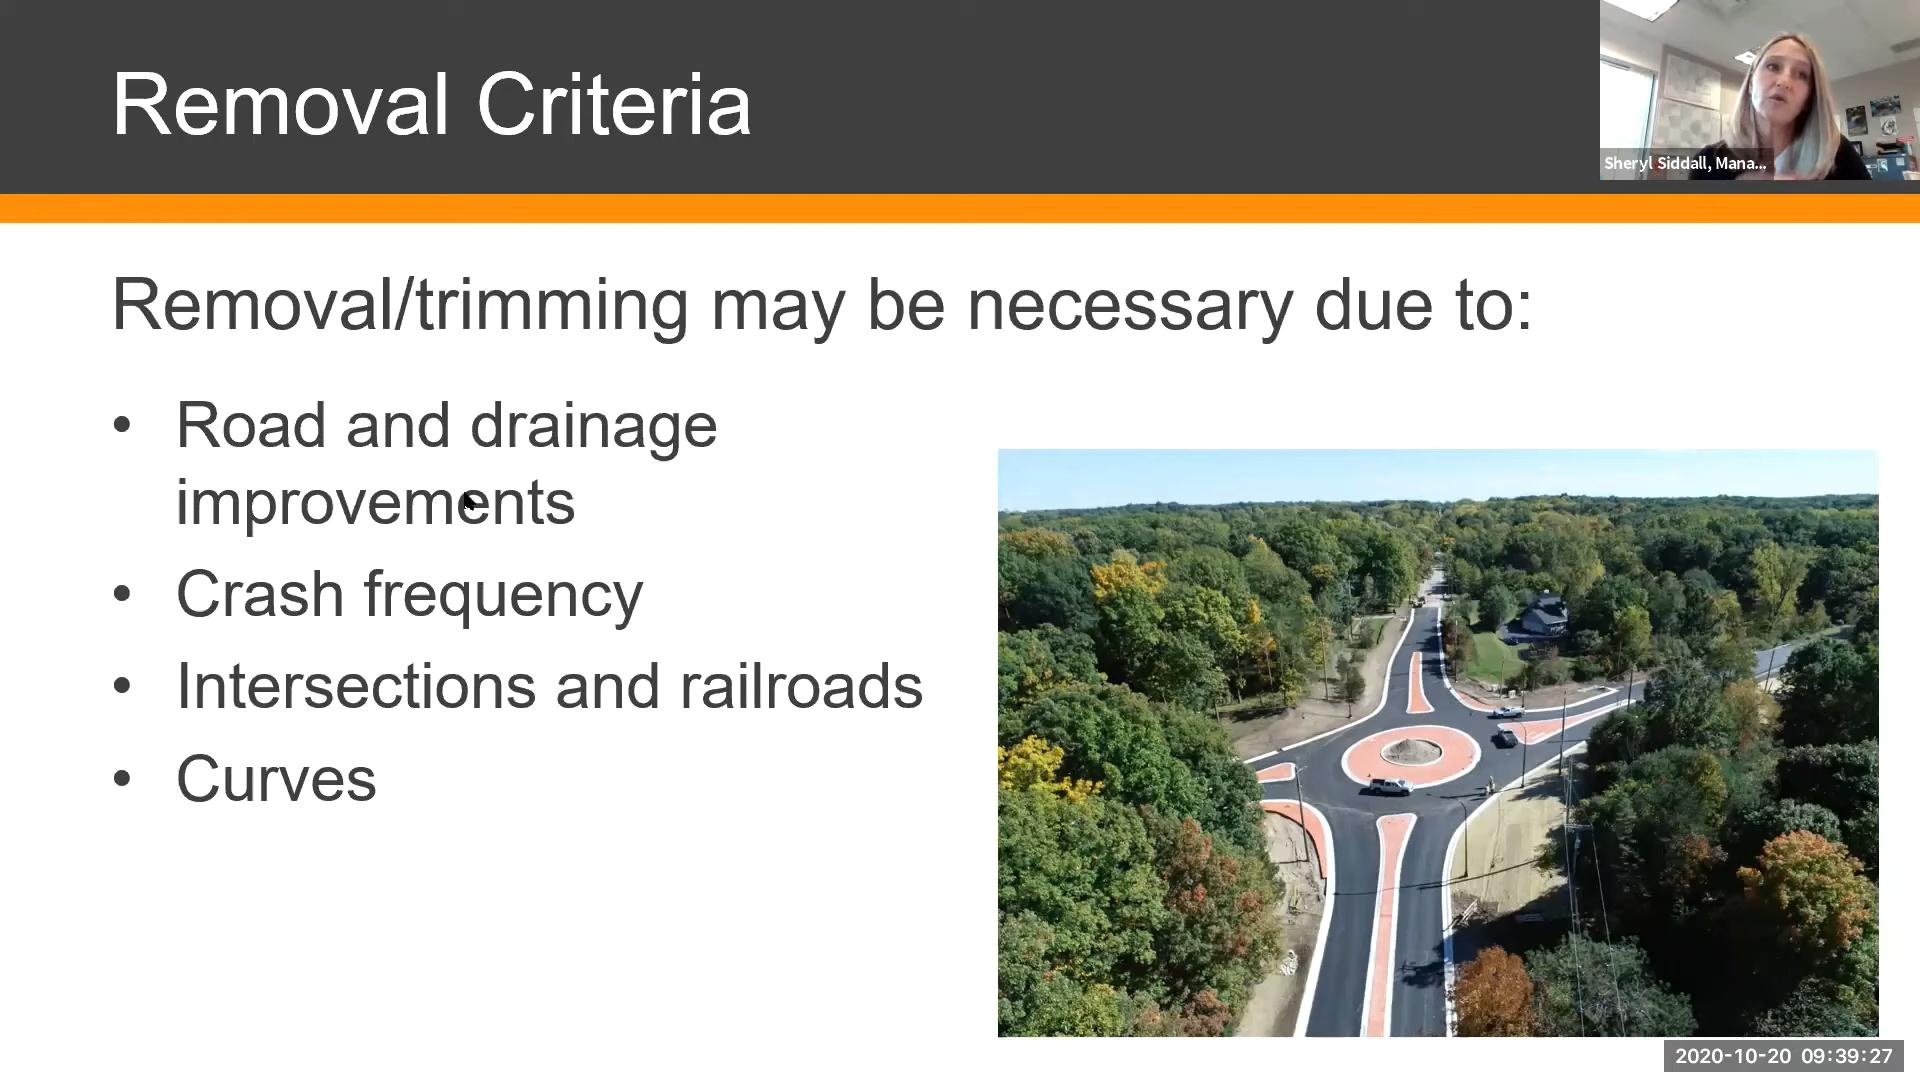 Removal Criteria
Sheryl Siddall, Mana...
Removal/trimming may be necessary due to:
• Road and drainage
improvements
• Crash frequency
• Intersections and railroads
• Curves
2020-10-20 09:39:27